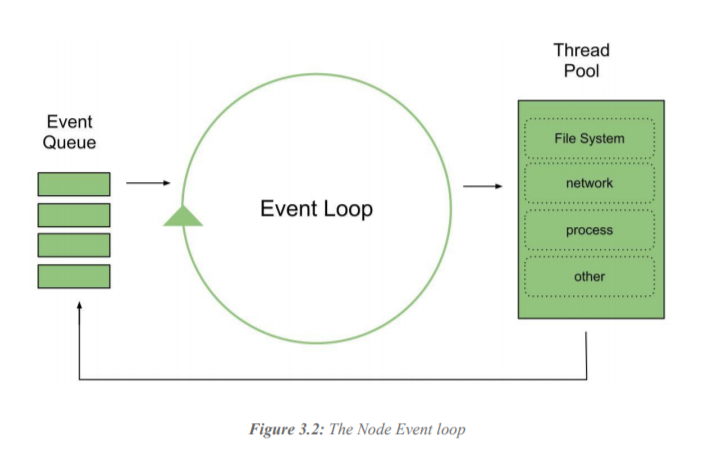 Thread
Pool
Event
Queue
File System
network
process
other
Event Loop
Figure 3.2: The Node Event loop